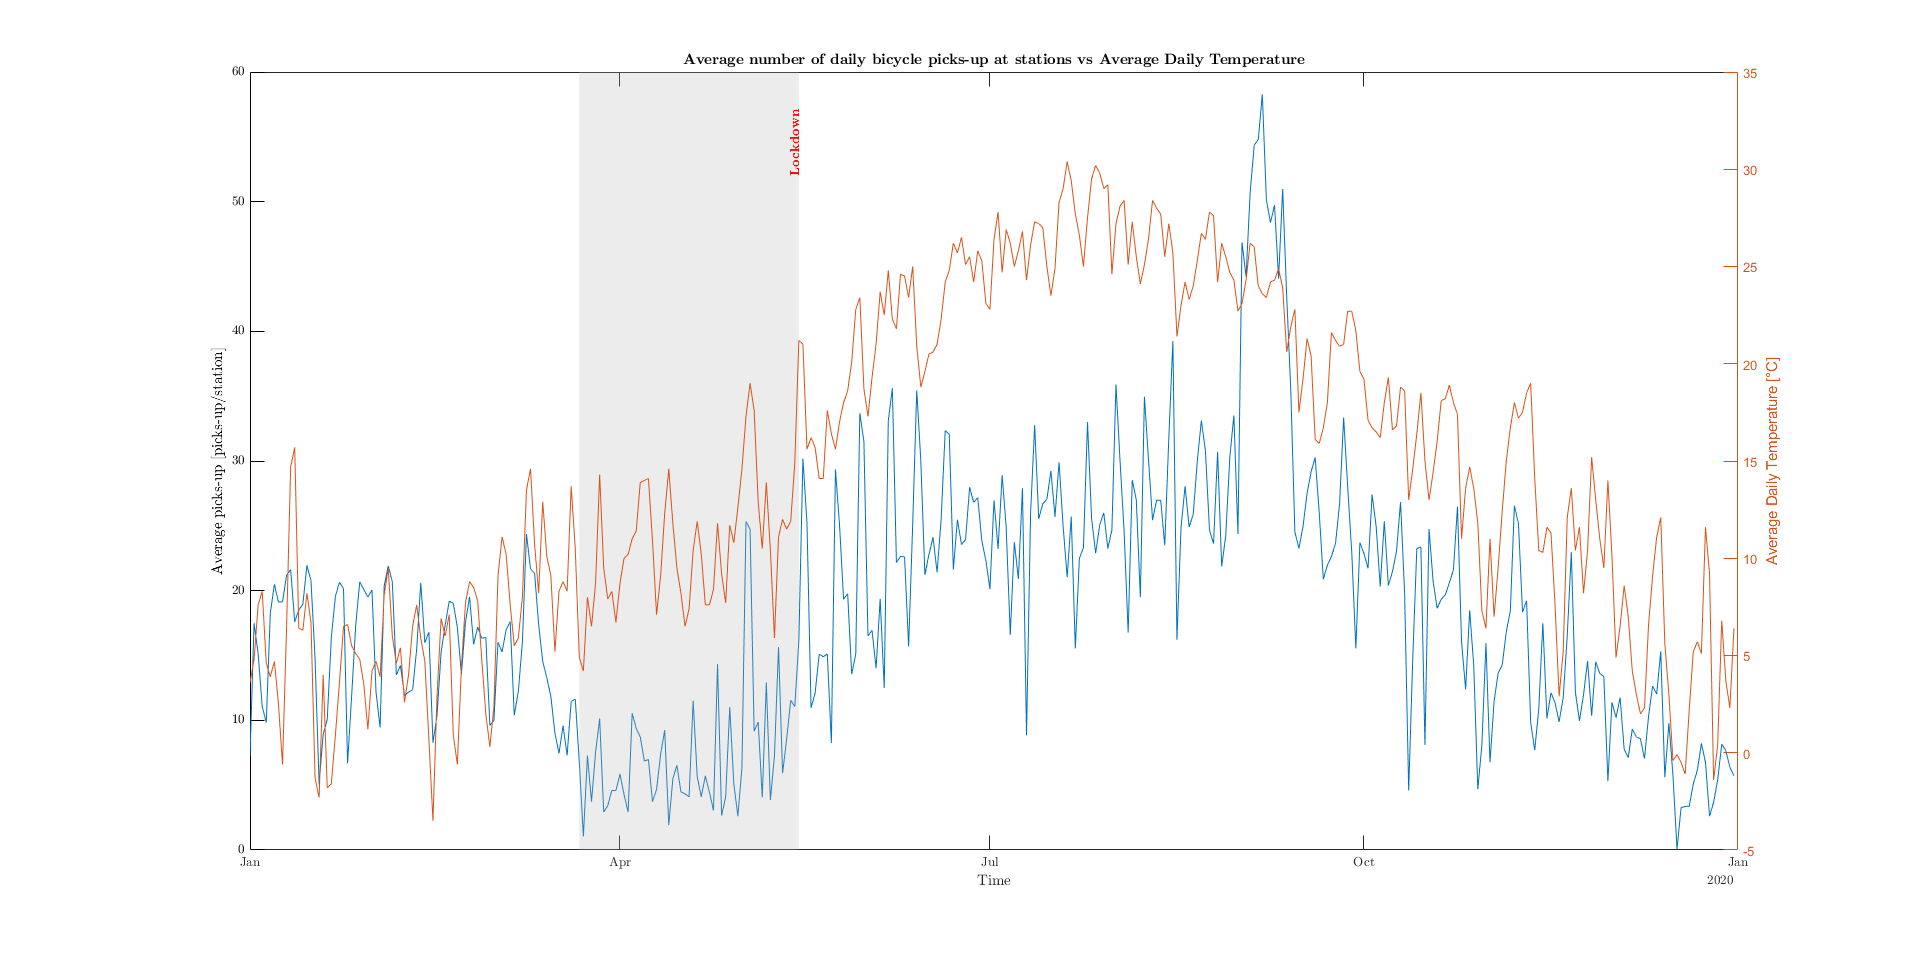 Average number of daily bicycle picks-up at stations vs Average Daily Temperature
60
50
40
30
20
10
0
Average picks-up [picks-up/station]
Lockdown
35
30
25
20
15
10
5
0
-5
Average Daily Temperature [°C]
Jan Apr Jul Oct Jan
Time
2020